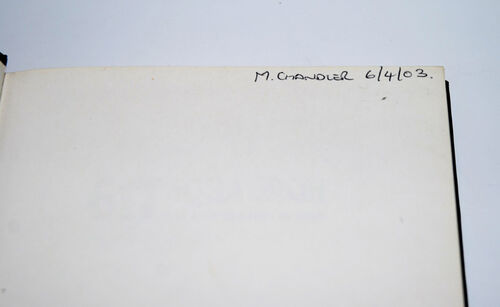 M. CHANDLER 6/4/03.